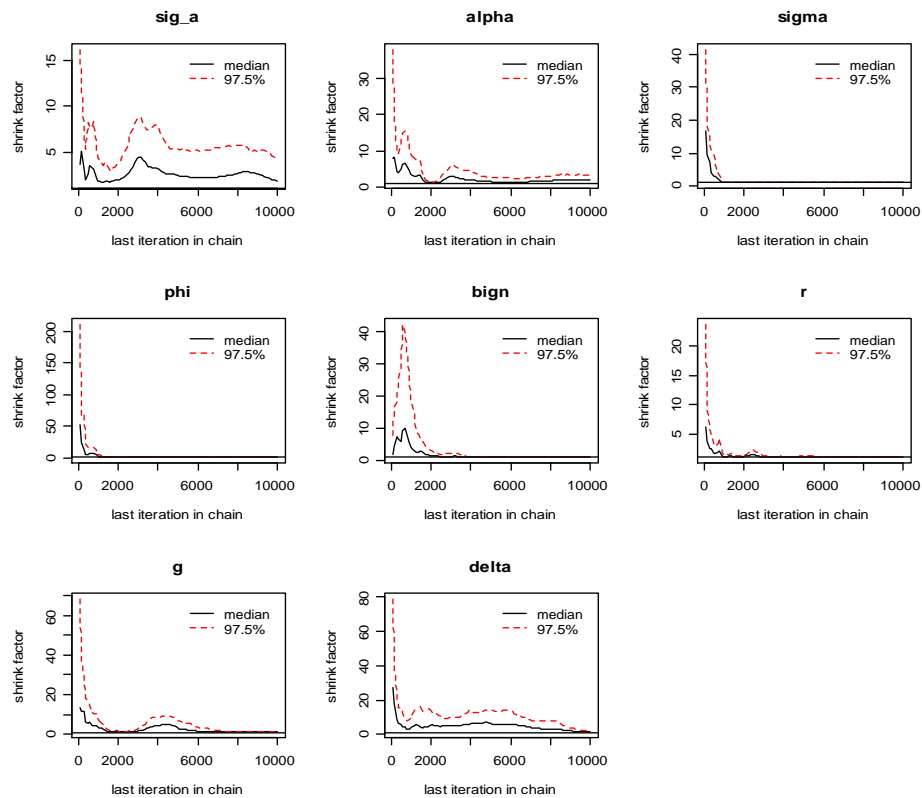 sig_a
shrink factor
5
10
15
median
97.5%
0
2000
6000
10000
last iteration in chain
alpha
shrink factor
0
10
20
30
median
97.5%
0
2000
6000
10000
last iteration in chain
sigma
shrink factor
0
10
20
30
40
median
97.5%
0
2000
6000
10000
last iteration in chain
phi
shrink factor
0
50
100
150
200
median
97.5%
0
2000
6000
10000
last iteration in chain
bign
shrink factor
0
10
20
30
40
median
97.5%
0
2000
6000
10000
last iteration in chain
r
shrink factor
5
10
15
20
median
97.5%
0
2000
6000
10000
last iteration in chain
g
shrink factor
0
10
20
40
60
median
97.5%
0
2000
6000
10000
last iteration in chain
delta
shrink factor
0
20
40
60
80
median
97.5%
0
2000
6000
10000
last iteration in chain